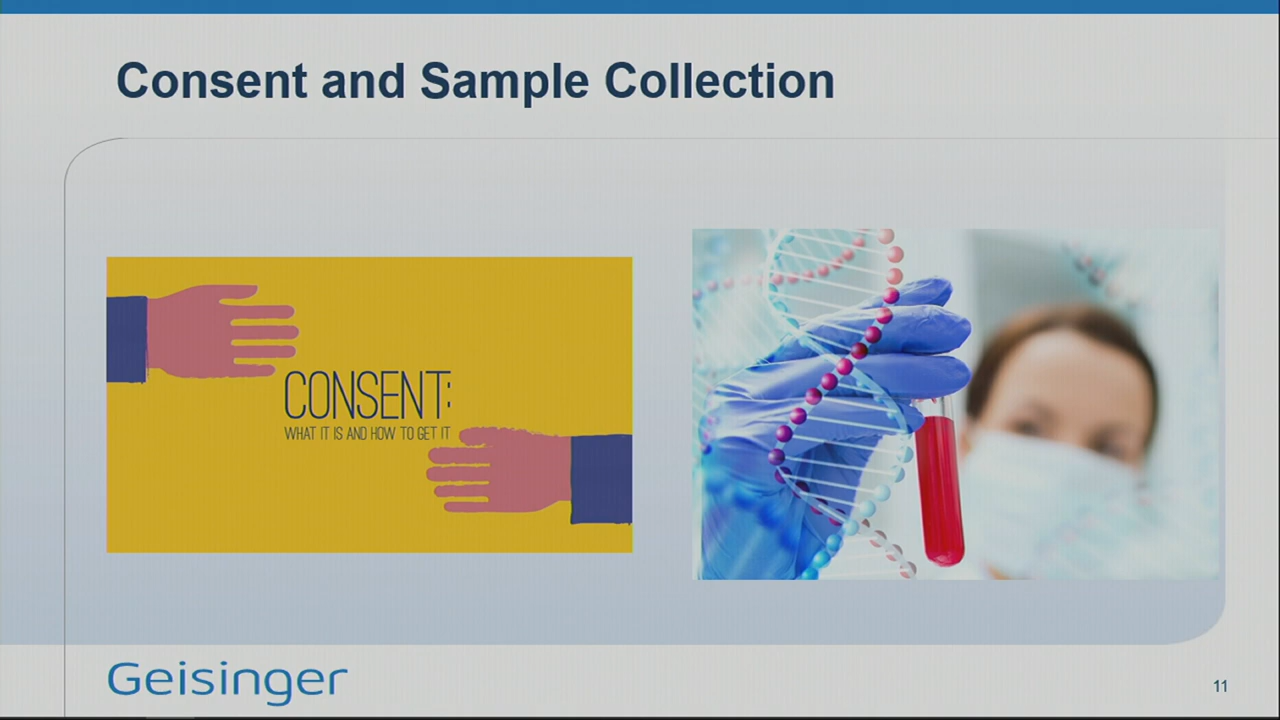 Consent and Sample Collection
CONSENT:
WHAT IT IS AND HOW TO GET IT
Geisinger
11